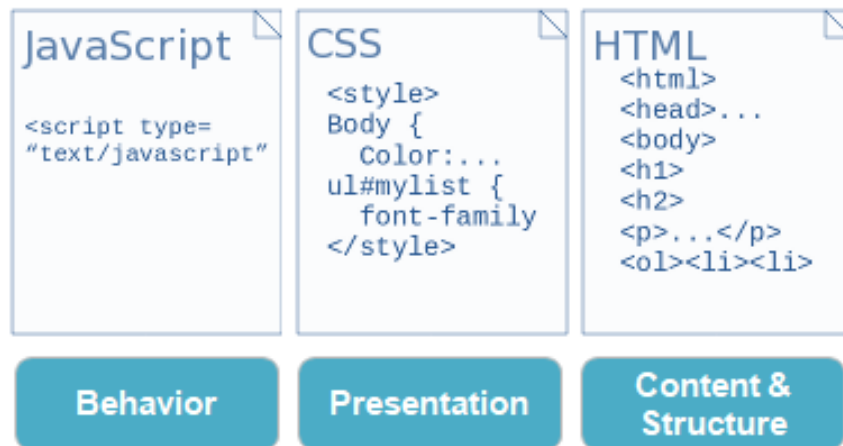 JavaScript
<script type=
“text/javascript”
CSS
<style>
Body {
Color:...
ul#mylist {
font-family
</style>
HTML
<html>
<head>...
<body>
<h1>
<h2>
<p>...</p>
<ol><li><li>
Behavior
Presentation
Content &
Structure